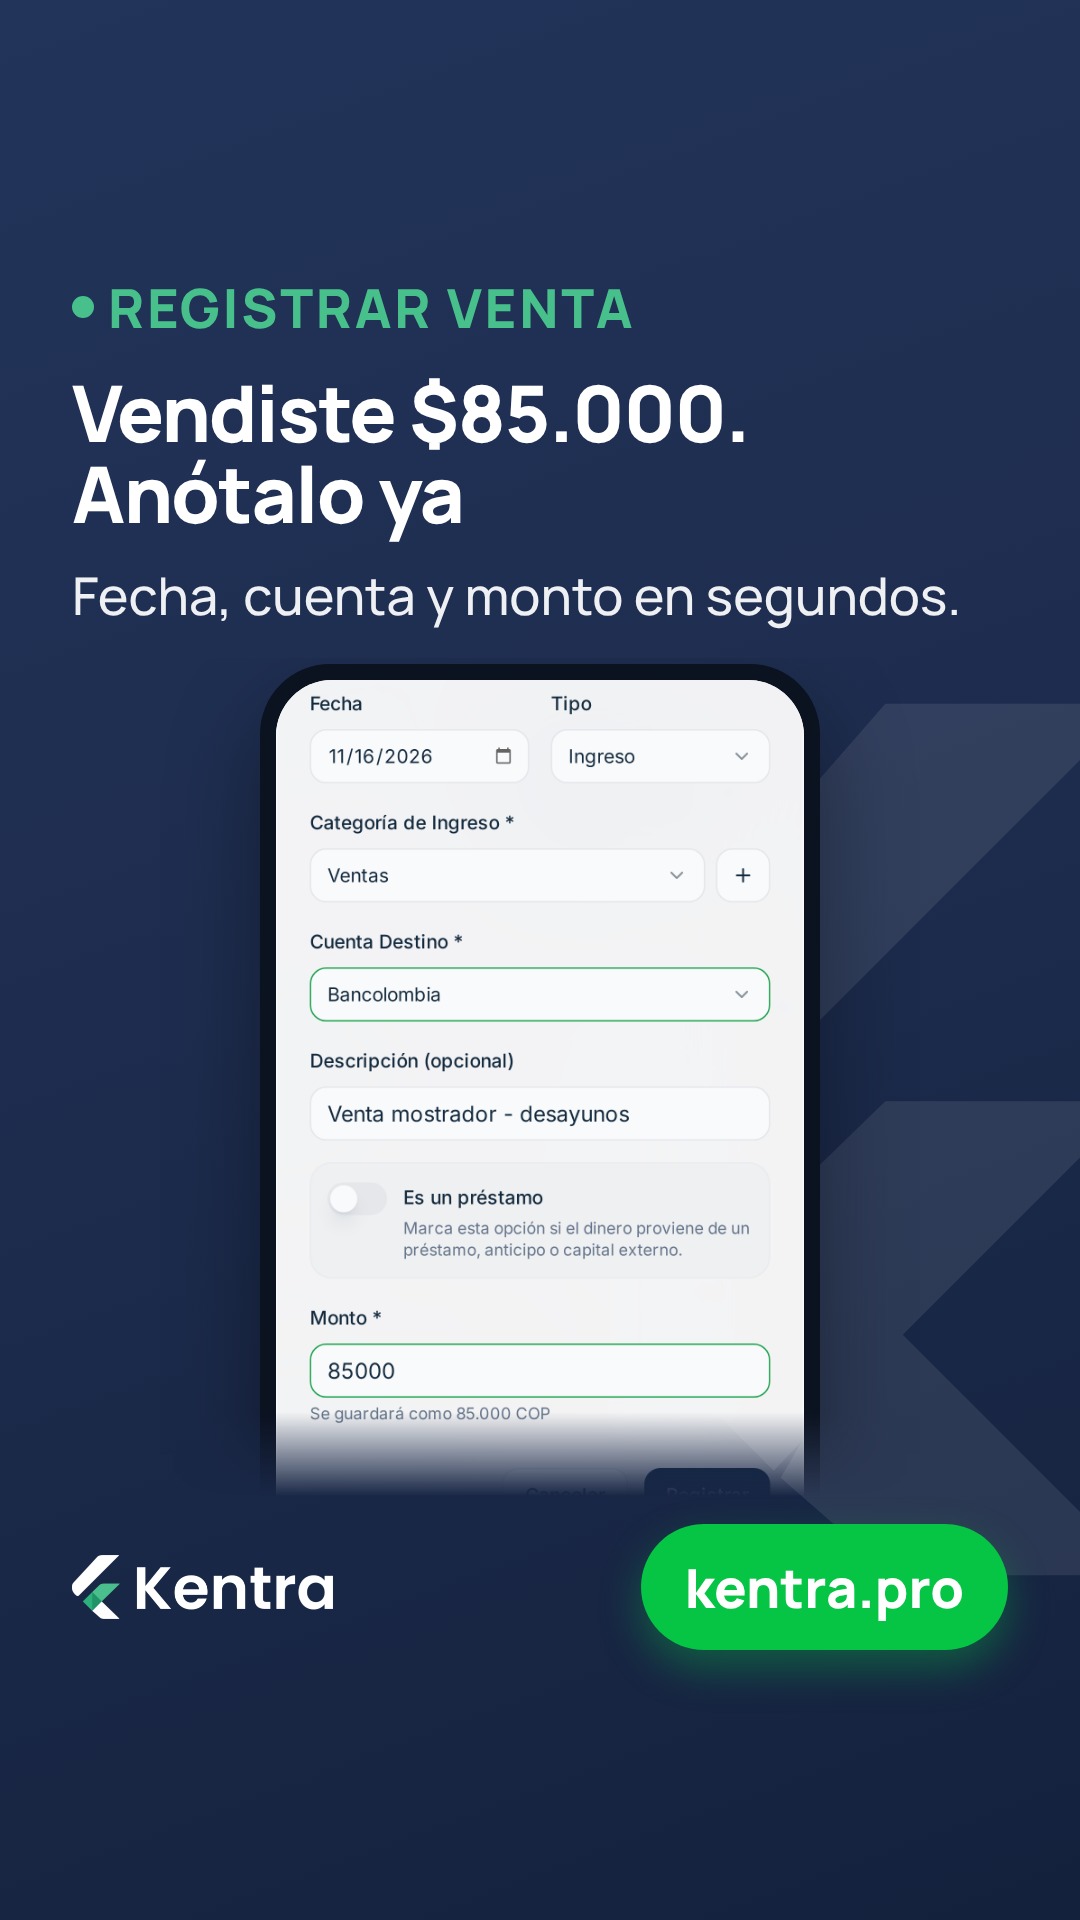 REGISTRAR VENTA
Vendiste $85.000.
Anótalo ya
Fecha, cuenta y monto en segundos.
Fecha Tipo
11/16/2026 Ingreso
Categoría de Ingreso *
Ventas +
Cuenta Destino *
Bancolombia
Descripción (opcional)
Venta mostrador - desayunos
Es un préstamo
Marca esta opción si el dinero proviene de un
préstamo, anticipo o capital externo.
Monto *
85000
Se guardará como 85.000 COP
Cancelar Registrar
Kentra kentra.pro